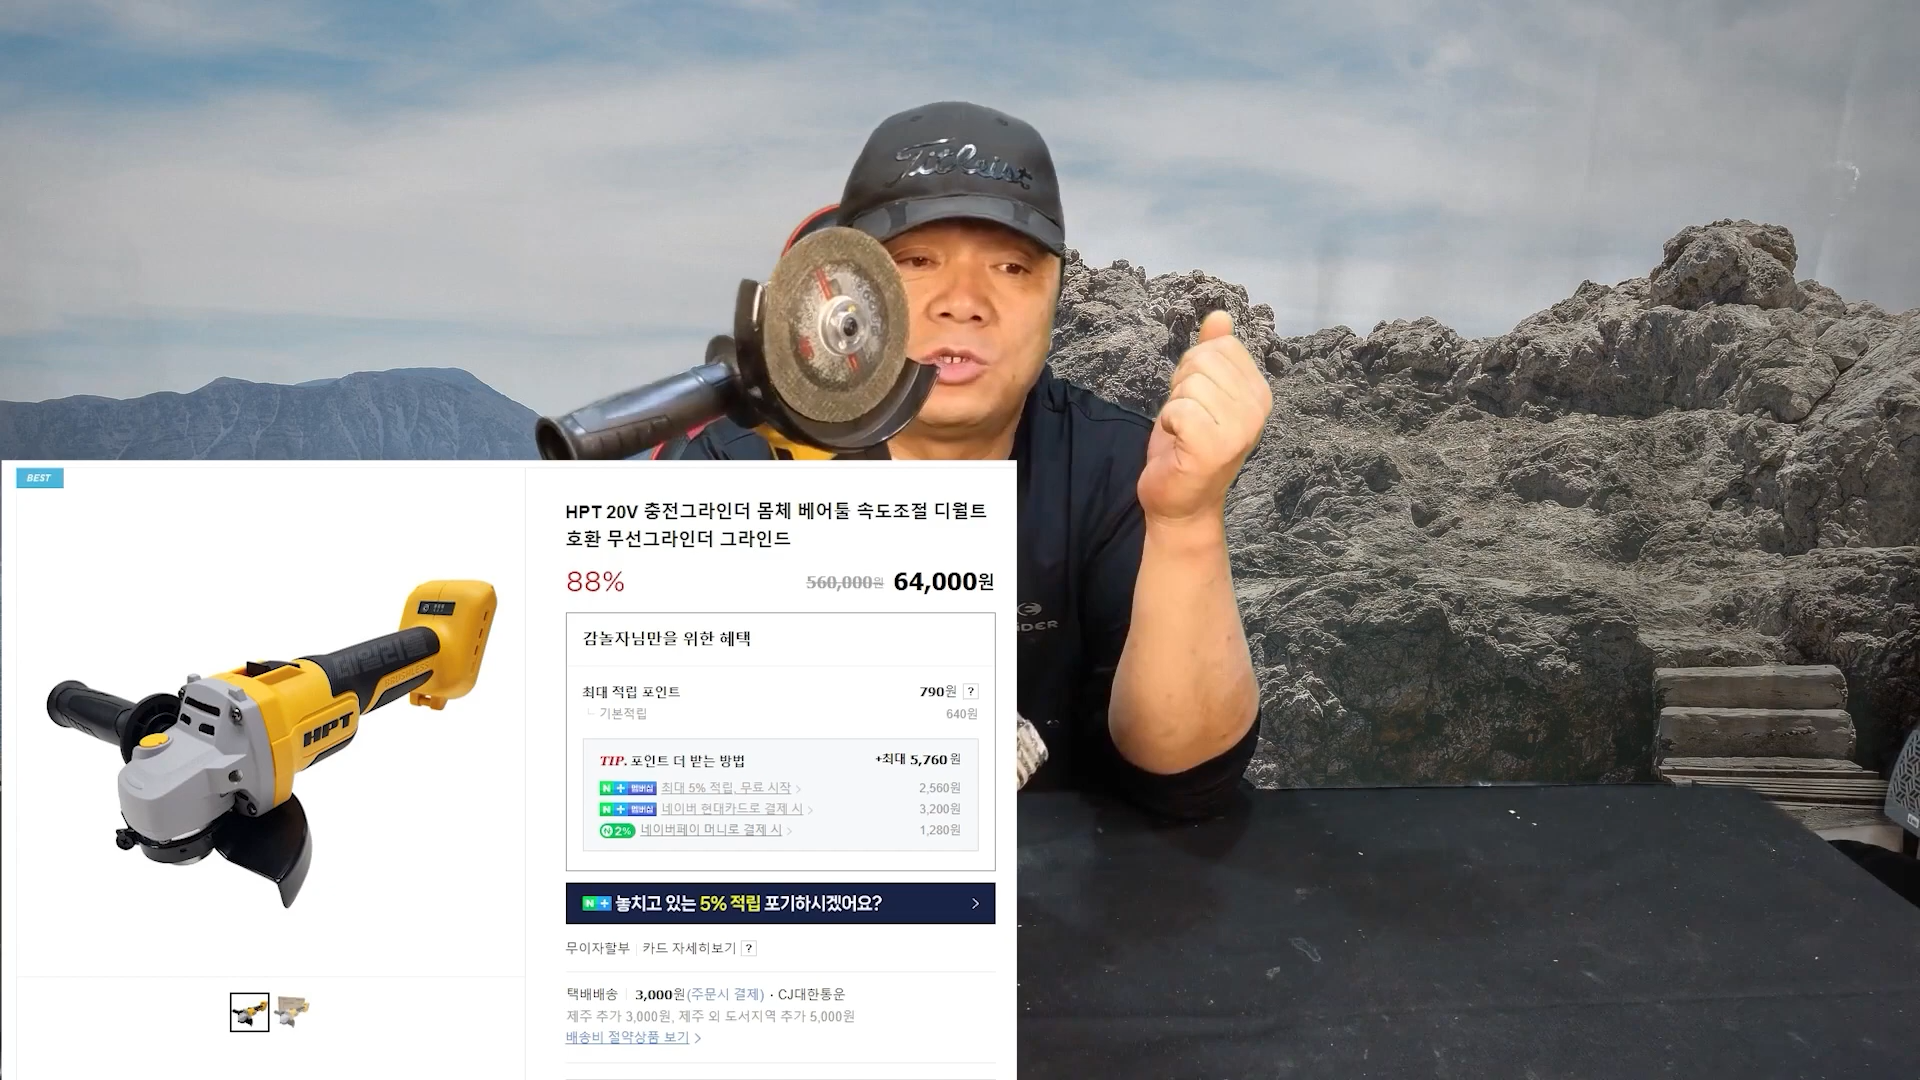 Titleist
BEST
HPT 20V 충전그라인더 몸체 베어툴 속도조절 디월트
호환 무선그라인더 그라인드
88%
560,000원 64,000원
감놀자님만을 위한 혜택
최대 적립 포인트 790원 ?
기본적립 640원
TIP. 포인트 더 받는 방법 +최대 5,760원
N + 멤버십 최대 5% 적립, 무료 시작 > 2,560원
N + 멤버십 네이버 현대카드로 결제 시 > 3,200원
N 2% 네이버페이 머니로 결제 시 > 1,280원
N + 놓치고 있는 5% 적립 포기하시겠어요? >
무이자할부 카드 자세히보기 ?
택배배송 3,000원(주문시 결제) · CJ대한통운
제주 추가 3,000원, 제주 외 도서지역 추가 5,000원
배송비 절약상품 보기 >
HPT
BRUSHLESS
데일리툴